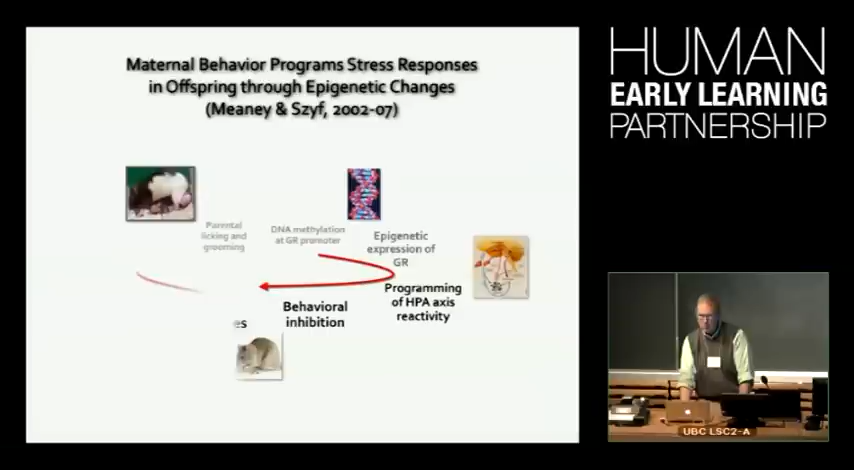 Maternal Behavior Programs Stress Responses
in Offspring through Epigenetic Changes
(Meaney & Szyf, 2002-07)
Parental
licking and
grooming
DNA methylation
at GR promoter
Epigenetic
expression of
GR
Programming
of HPA axis
reactivity
Behavioral
inhibition
es
HUMAN
EARLY LEARNING
PARTNERSHIP
UBC LSC2-A